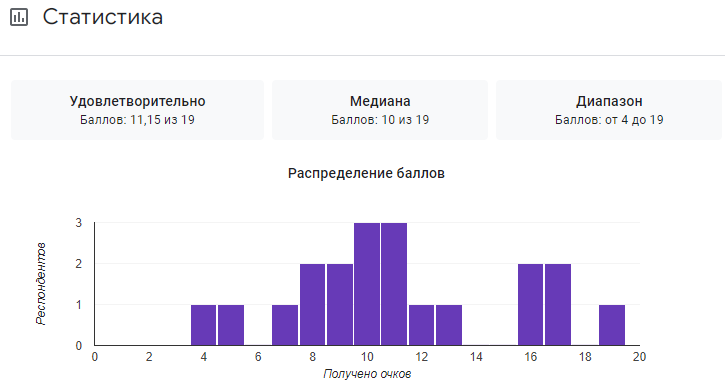 Статистика
Удовлетворительно
Баллов: 11,15 из 19
Медиана
Баллов: 10 из 19
Диапазон
Баллов: от 4 до 19
Распределение баллов
Респондентов
3
2
1
0
0 2 4 6 8 10 12 14 16 18 20
Получено очков